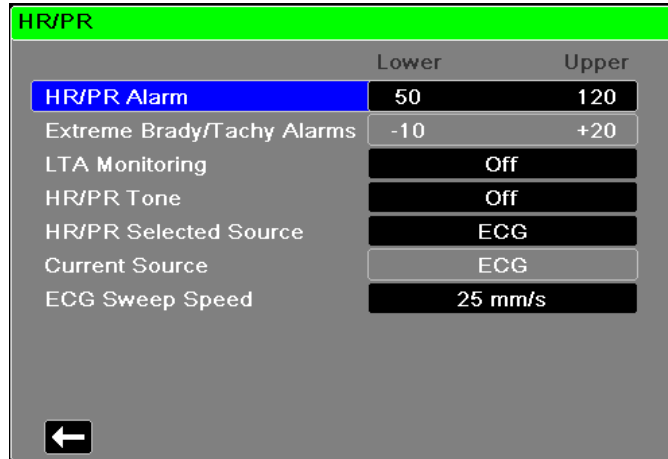 HR/PR
Lower Upper
HR/PR Alarm 50 120
Extreme Brady/Tachy Alarms -10 +20
LTA Monitoring Off
HR/PR Tone Off
HR/PR Selected Source ECG
Current Source ECG
ECG Sweep Speed 25 mm/s